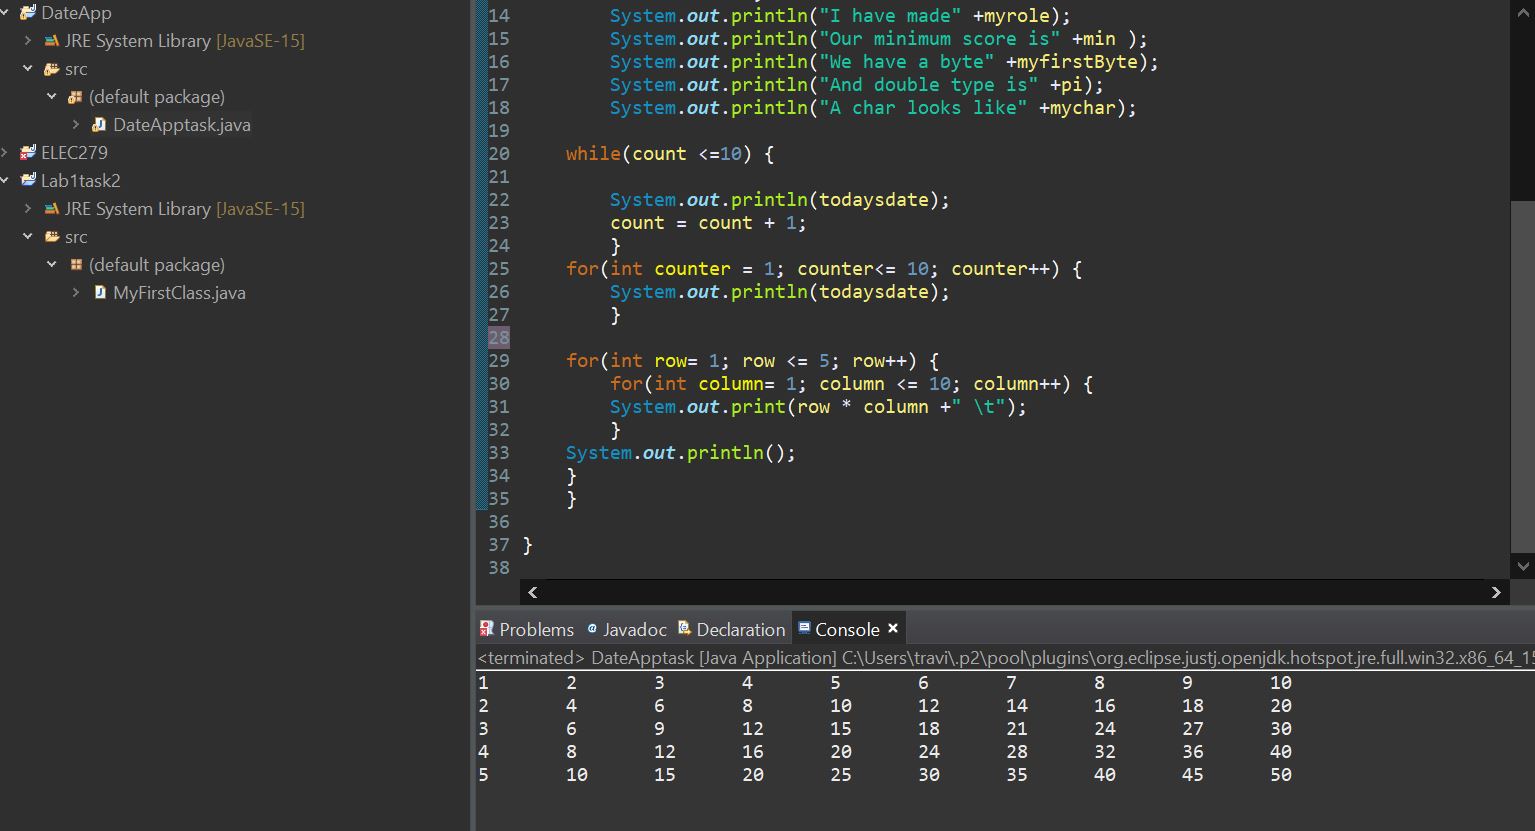 DateApp
JRE System Library [JavaSE-15]
src
(default package)
DateApptask.java
ELEC279
Lab1task2
JRE System Library [JavaSE-15]
src
(default package)
MyFirstClass.java
14 System.out.println("I have made" +myrole);
15 System.out.println("Our minimum score is" +min );
16 System.out.println("We have a byte" +myfirstByte);
17 System.out.println("And double type is" +pi);
18 System.out.println("A char looks like" +mychar);
19
20 while(count <=10) {
21
22 System.out.println(todaysdate);
23 count = count + 1;
24 }
25 for(int counter = 1; counter<= 10; counter++) {
26 System.out.println(todaysdate);
27 }
28
29 for(int row= 1; row <= 5; row++) {
30 for(int column= 1; column <= 10; column++) {
31 System.out.print(row * column +" \t");
32 }
33 System.out.println();
34 }
35 }
36
37 }
38
Problems Javadoc Declaration Console
<terminated> DateApptask [Java Application] C:\Users\travi\.p2\pool\plugins\org.eclipse.justj.openjdk.hotspot.jre.full.win32.x86_64_15
1 2 3 4 5 6 7 8 9 10
2 4 6 8 10 12 14 16 18 20
3 6 9 12 15 18 21 24 27 30
4 8 12 16 20 24 28 32 36 40
5 10 15 20 25 30 35 40 45 50